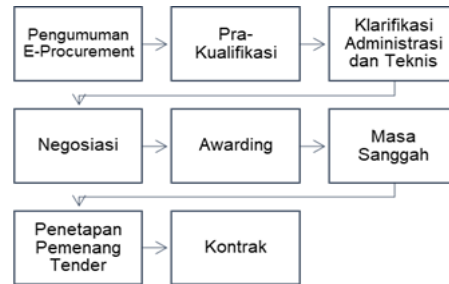 Pengumuman
E-Procurement
Pra-
Kualifikasi
Klarifikasi
Administrasi
dan Teknis
Negosiasi
Awarding
Masa
Sanggah
Penetapan
Pemenang
Tender
Kontrak